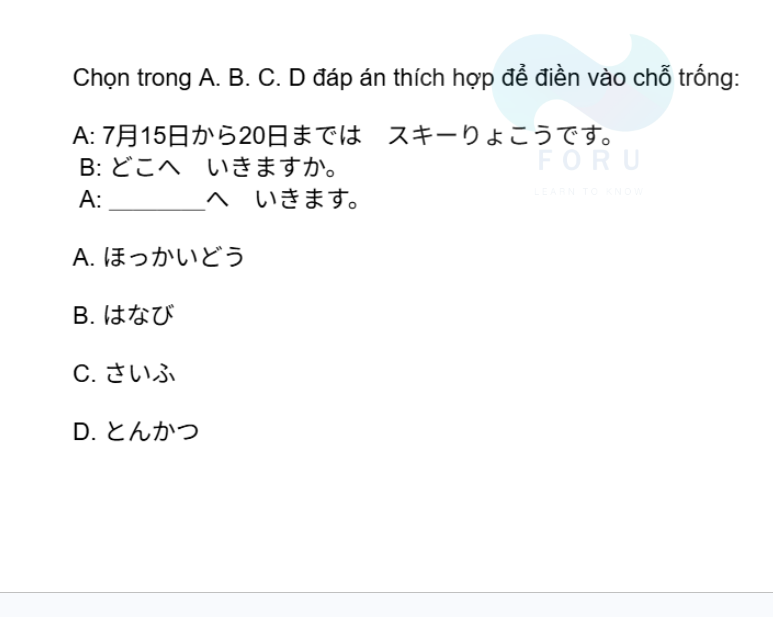 Chọn trong A. B. C. D đáp án thích hợp để điền vào chỗ trống:
A: 7月15日から20日までは　スキーりょこうです。
B: どこへ　いきますか。
A: ________へ　いきます。
FORU
LEARN TO KNOW
A. ほっかいどう
B. はなび
C. さいふ
D. とんかつ